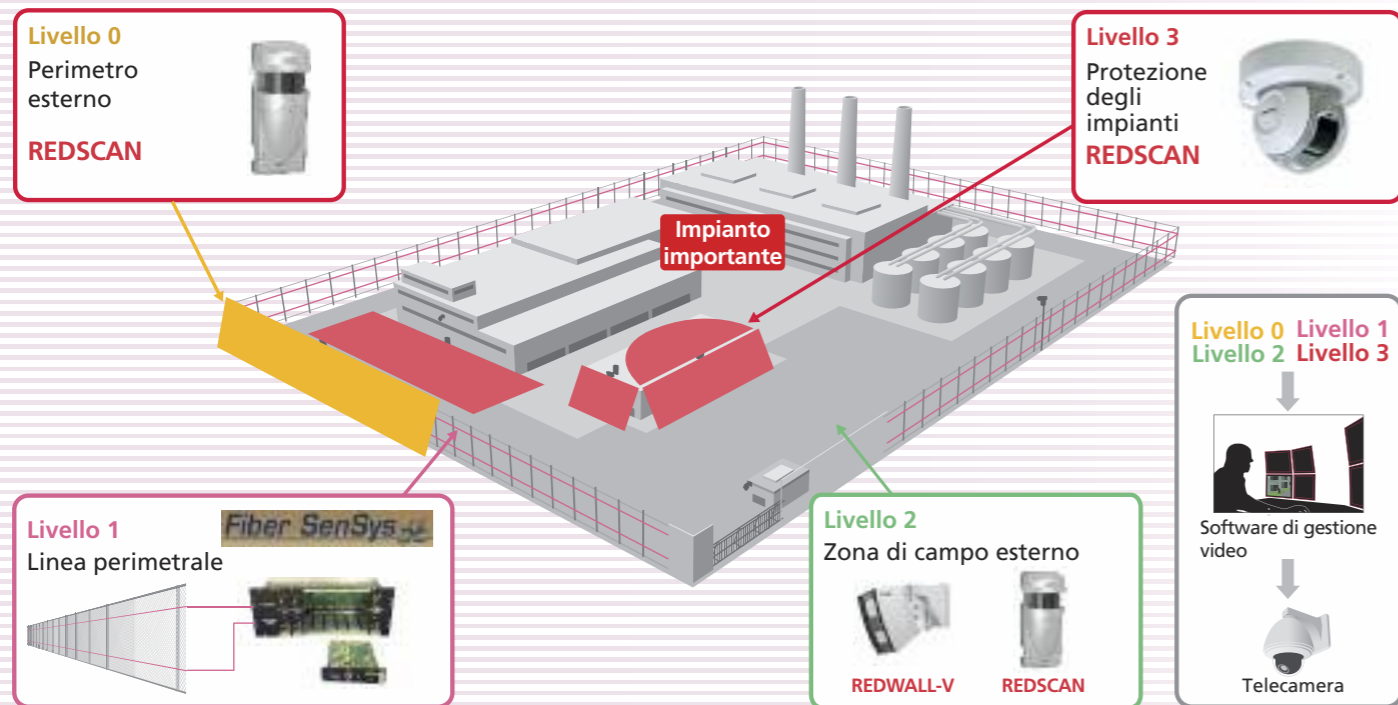 Livello 0
Perimetro
esterno
REDSCAN
Livello 3
Protezione
degli
impianti
REDSCAN
Impianto
importante
Livello 0 Livello 1
Livello 2 Livello 3
Software di gestione
video
Telecamera
Livello 1
Fiber SenSys
Linea perimetrale
Livello 2
Zona di campo esterno
REDWALL-V REDSCAN